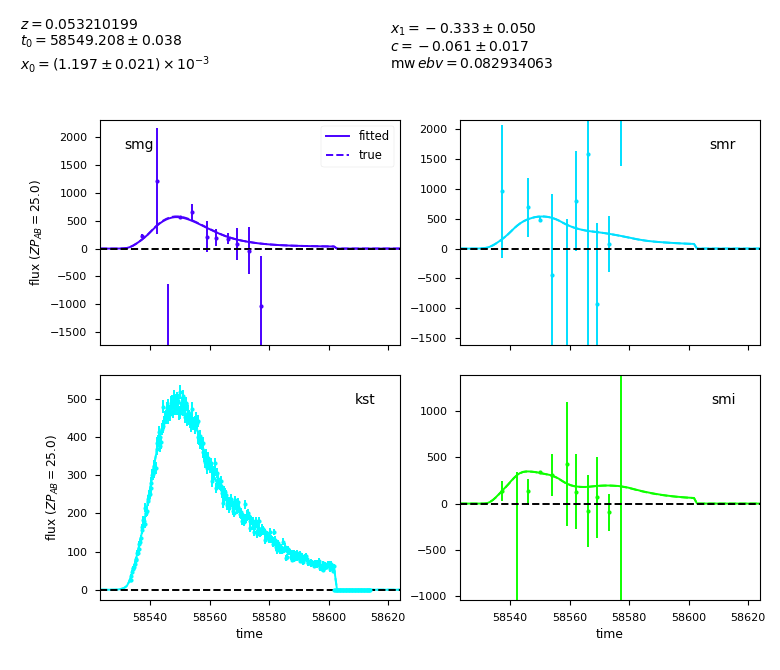 z = 0.053210199
t₀ = 58549.208 ± 0.038
x₀ = (1.197 ± 0.021) × 10⁻³
x₁ = −0.333 ± 0.050
c = −0.061 ± 0.017
mw ebv = 0.082934063
smg
fitted
true
2000
1500
1000
500
0
−500
−1000
−1500
flux (ZP_AB = 25.0)
smr
2000
1500
1000
500
0
−500
−1000
−1500
kst
500
400
300
200
100
0
flux (ZP_AB = 25.0)
58540 58560 58580 58600 58620
time
smi
1000
500
0
−500
−1000
58540 58560 58580 58600 58620
time